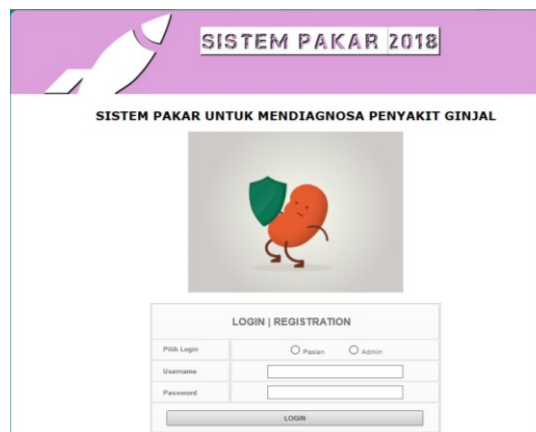 SISTEM PAKAR 2018
SISTEM PAKAR UNTUK MENDIAGNOSA PENYAKIT GINJAL
LOGIN | REGISTRATION
Pilih Login Pasien Admin
Username
Password
LOGIN